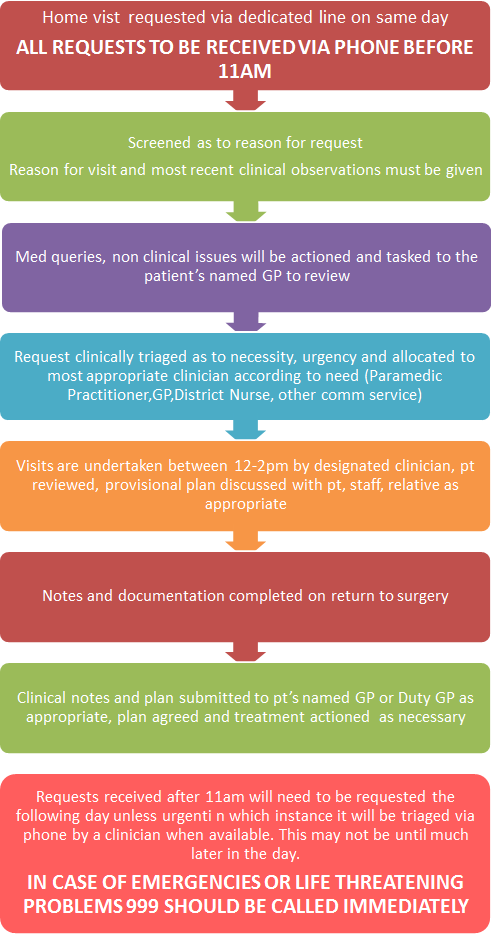 Home vist requested via dedicated line on same day
ALL REQUESTS TO BE RECEIVED VIA PHONE BEFORE
11AM
Screened as to reason for request
Reason for visit and most recent clinical observations must be given
Med queries, non clinical issues will be actioned and tasked to the
patient's named GP to review
Request clinically triaged as to necessity, urgency and allocated to
most appropriate clinician according to need (Paramedic
Practitioner,GP,District Nurse, other comm service)
Visits are undertaken between 12-2pm by designated clinician, pt
reviewed, provisional plan discussed with pt, staff, relative as
appropriate
Notes and documentation completed on return to surgery
Clinical notes and plan submitted to pt's named GP or Duty GP as
appropriate, plan agreed and treatment actioned as necessary
Requests received after 11am will need to be requested the
following day unless urgenti n which instance it will be triaged via
phone by a clinician when available. This may not be until much
later in the day.
IN CASE OF EMERGENCIES OR LIFE THREATENING
PROBLEMS 999 SHOULD BE CALLED IMMEDIATELY